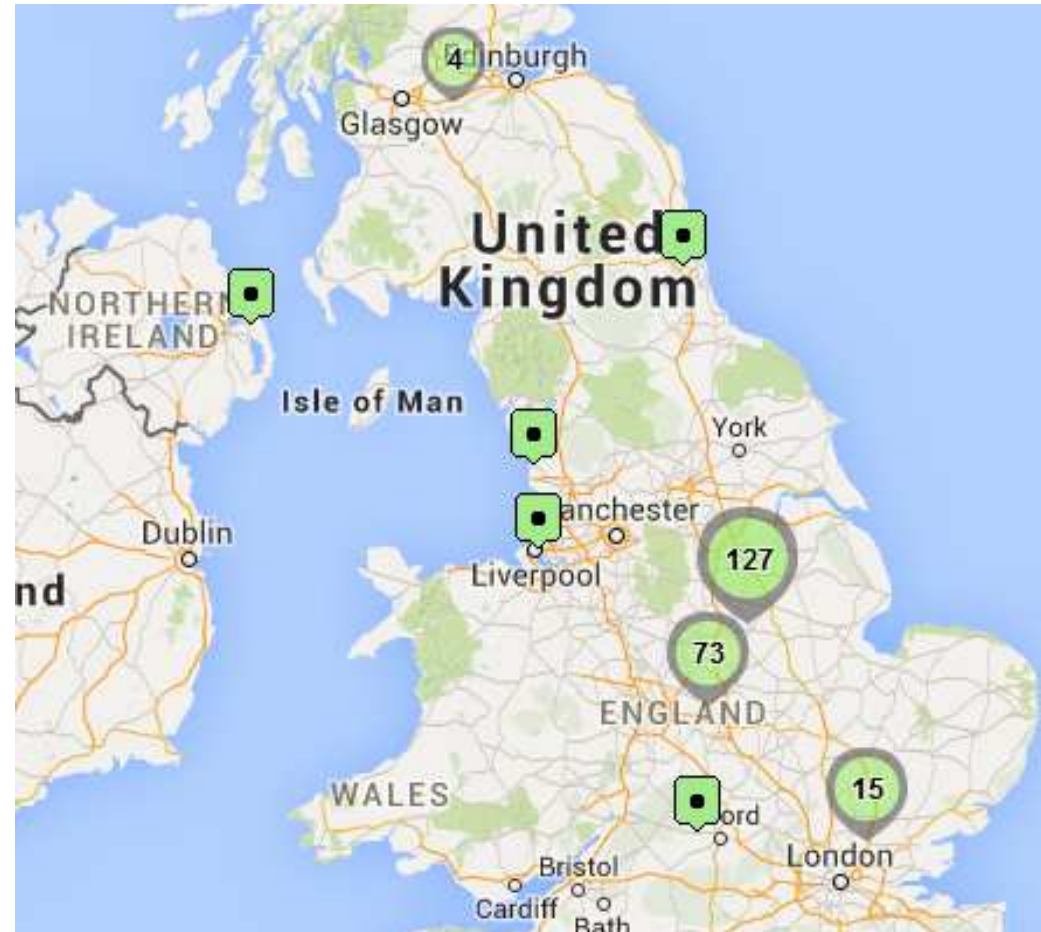 4
Edinburgh
Glasgow
United
Kingdom
NORTHERN
IRELAND
Isle of Man
York
anchester
Dublin
127
Liverpool
nd
73
ENGLAND
WALES
15
ord
London
Bristol
Cardiff
Bath